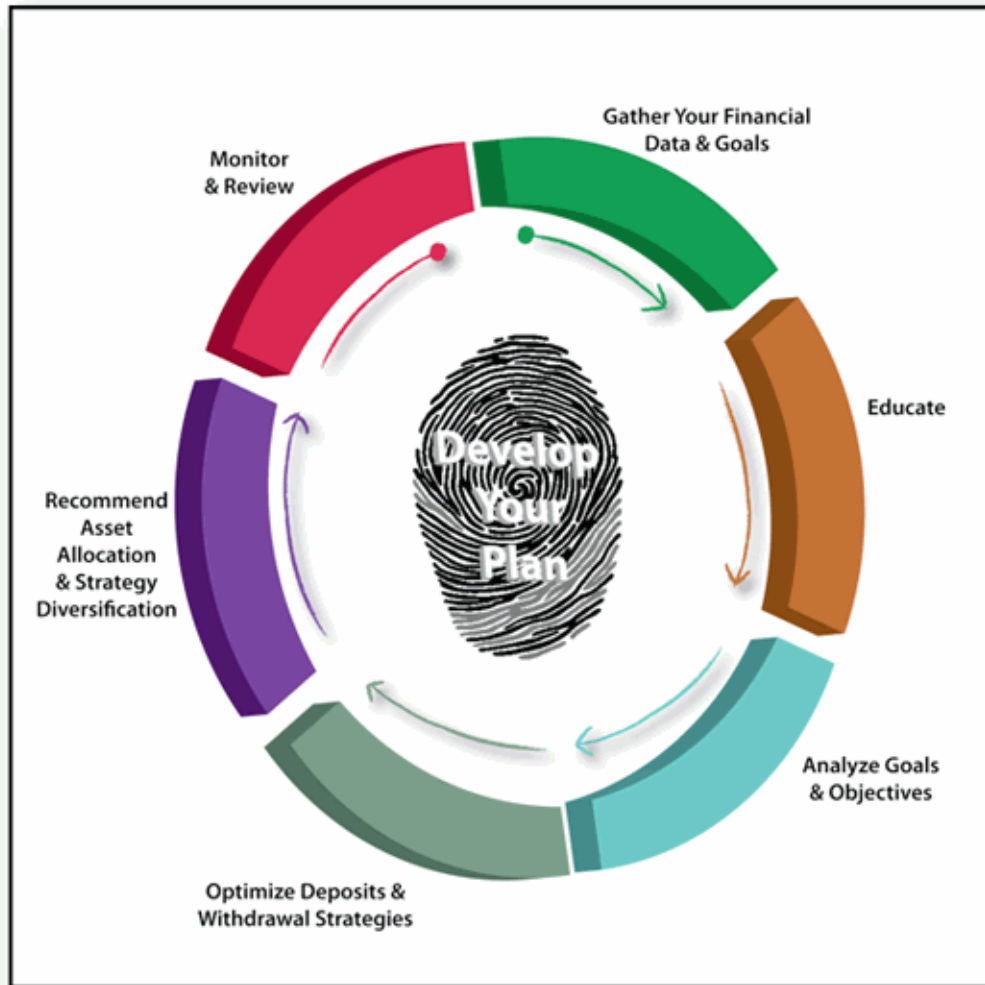 Gather Your Financial
Data & Goals
Educate
Analyze Goals
& Objectives
Optimize Deposits &
Withdrawal Strategies
Recommend
Asset
Allocation
& Strategy
Diversification
Monitor
& Review
Develop
Your
Plan